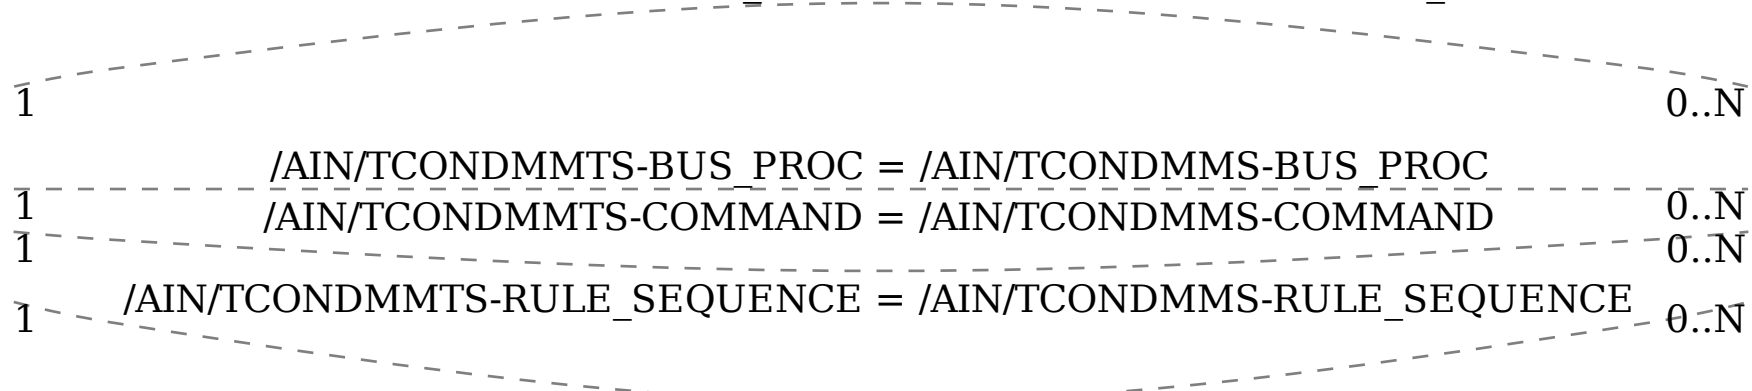 1 0..N
/AIN/TCONDMMTS-BUS_PROC = /AIN/TCONDMMS-BUS_PROC
1 0..N
/AIN/TCONDMMTS-COMMAND = /AIN/TCONDMMS-COMMAND
1 0..N
/AIN/TCONDMMTS-RULE_SEQUENCE = /AIN/TCONDMMS-RULE_SEQUENCE
1 0..N